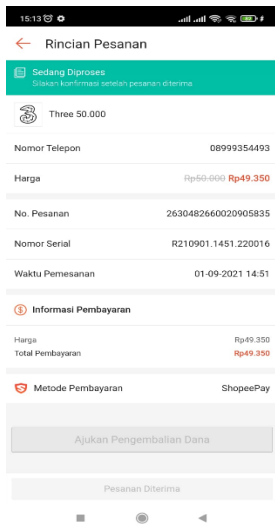 15:13
Rincian Pesanan
Sedang Diproses
Silakan konfirmasi setelah pesanan diterima
Three 50.000
Nomor Telepon 08999354493
Harga Rp50.000 Rp49.350
No. Pesanan 2630482660020905835
Nomor Serial R210901.1451.220016
Waktu Pemesanan 01-09-2021 14:51
Informasi Pembayaran
Harga Rp49.350
Total Pembayaran Rp49.350
Metode Pembayaran ShopeePay
Ajukan Pengembalian Dana
Pesanan Diterima